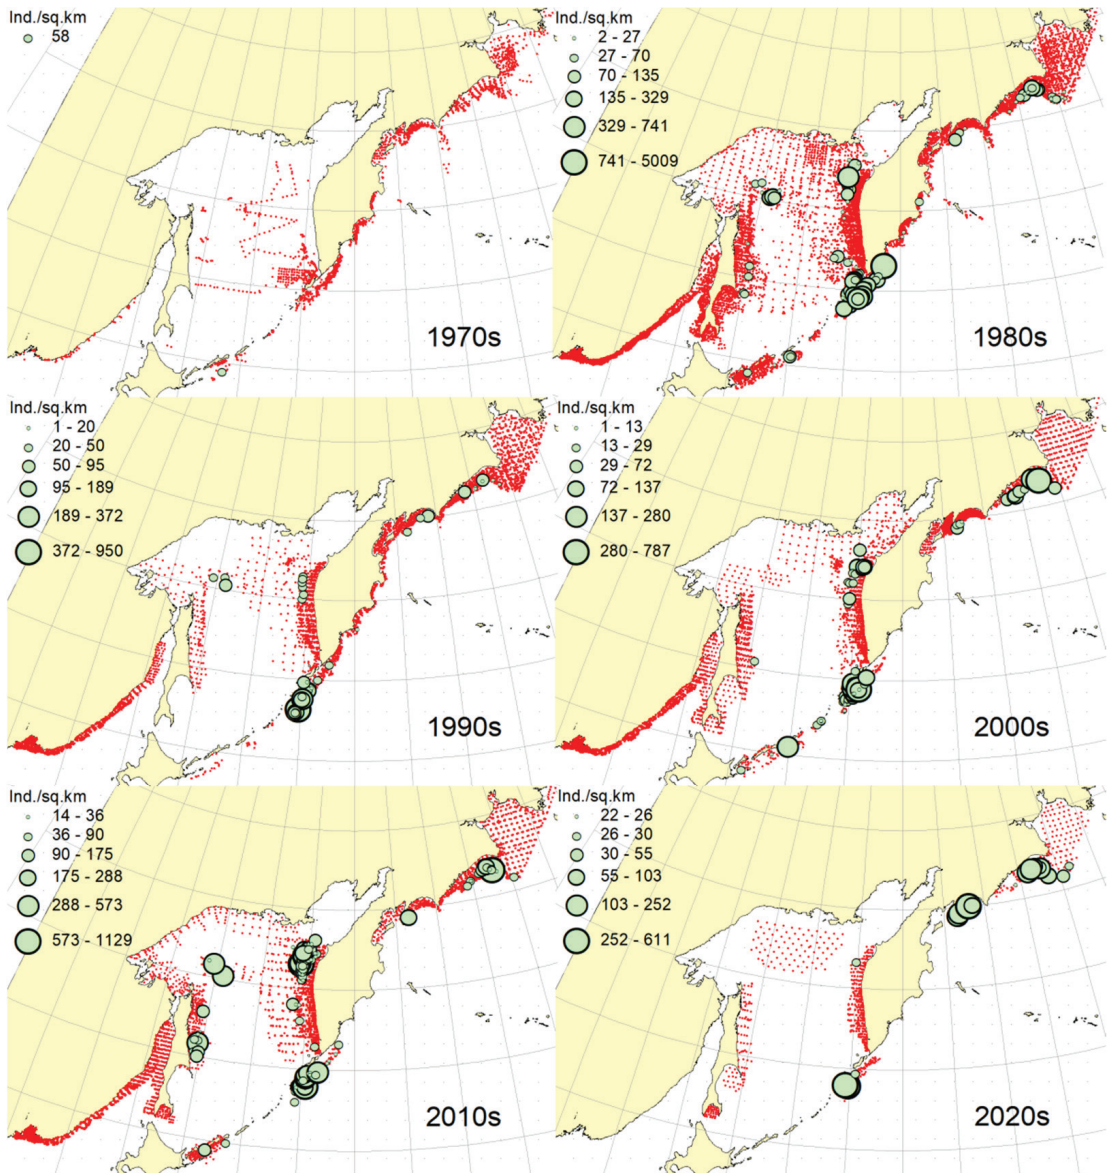 Ind./sq.km
58
1970s
Ind./sq.km
2 - 27
27 - 70
70 - 135
135 - 329
329 - 741
741 - 5009
1980s
Ind./sq.km
1 - 20
20 - 50
50 - 95
95 - 189
189 - 372
372 - 950
1990s
Ind./sq.km
1 - 13
13 - 29
29 - 72
72 - 137
137 - 280
280 - 787
2000s
Ind./sq.km
14 - 36
36 - 90
90 - 175
175 - 288
288 - 573
573 - 1129
2010s
Ind./sq.km
22 - 26
26 - 30
30 - 55
55 - 103
103 - 252
252 - 611
2020s